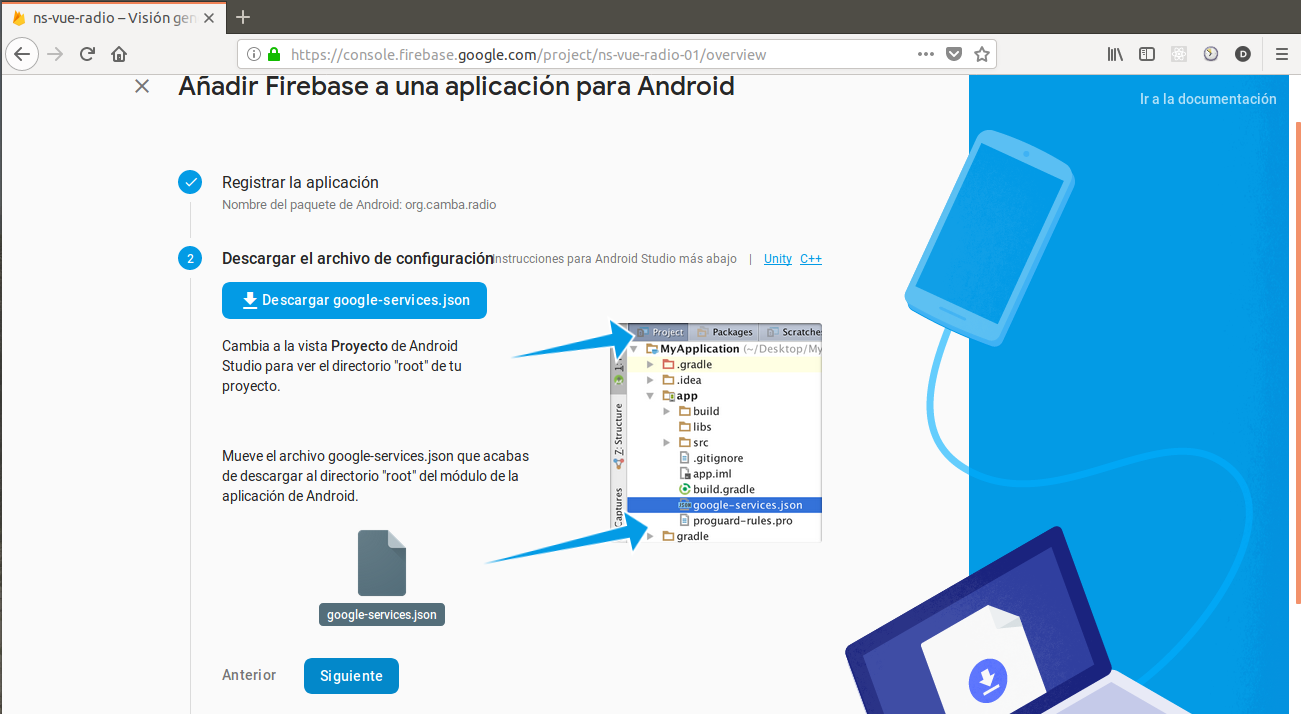 ns-vue-radio – Visión gen
https://console.firebase.google.com/project/ns-vue-radio-01/overview
D
Añadir Firebase a una aplicación para Android
Ir a la documentación
Registrar la aplicación
Nombre del paquete de Android: org.camba.radio
2
Descargar el archivo de configuración
Instrucciones para Android Studio más abajo | Unity C++
Descargar google-services.json
Cambia a la vista Proyecto de Android
Studio para ver el directorio "root" de tu
proyecto.
Mueve el archivo google-services.json que acabas
de descargar al directorio "root" del módulo de la
aplicación de Android.
google-services.json
Project Packages Scratche
MyApplication (~/Desktop/My
.gradle
.idea
app
build
libs
src
.gitignore
app.iml
build.gradle
google-services.json
proguard-rules.pro
gradle
Z: Structure
Captures
Anterior
Siguiente